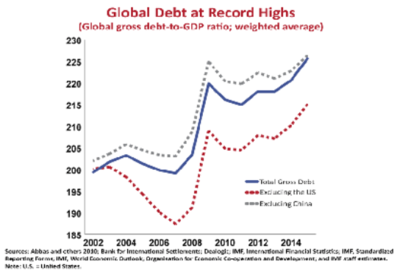 Global Debt at Record Highs
(Global gross debt-to-GDP ratio; weighted average)
230
225
220
215
210
205
200
195
190
185
Total Gross Debt
Excluding the US
Excluding China
2002 2004 2006 2008 2010 2012 2014
Sources: Abbas and others 2010; Bank for International Settlements; Dealogic; IMF, International Financial Statistics; IMF, Standardized
Reporting Forms, IMF, World Economic Outlook, Organisation for Economic Co-operation and Development, and IMF staff estimates.
Note: U.S. = United States.